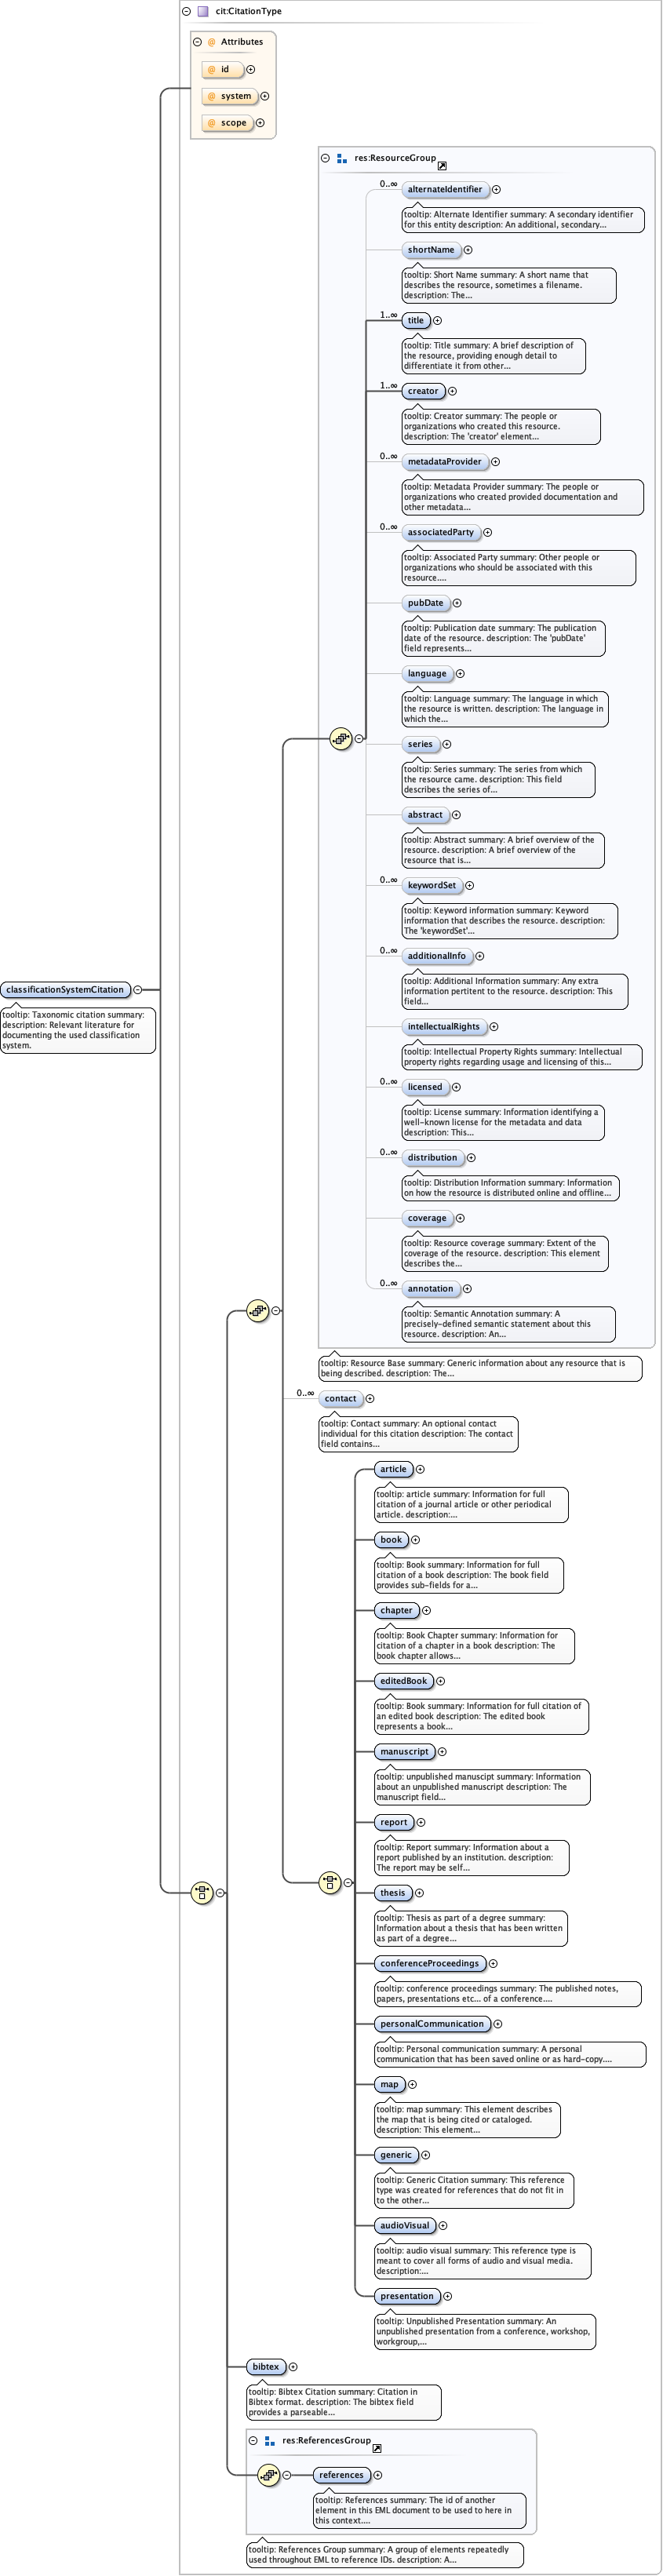 cit:CitationType
Attributes
@ id
@ system
@ scope
res:ResourceGroup
0..∞
alternateIdentifier
tooltip: Alternate Identifier summary: A secondary identifier
for this entity description: An additional, secondary...
shortName
tooltip: Short Name summary: A short name that
describes the resource, sometimes a filename.
description: The...
1..∞
title
tooltip: Title summary: A brief description of
the resource, providing enough detail to
differentiate it from other...
1..∞
creator
tooltip: Creator summary: The people or
organizations who created this resource.
description: The 'creator' element...
0..∞
metadataProvider
tooltip: Metadata Provider summary: The people or
organizations who created provided documentation and
other metadata...
0..∞
associatedParty
tooltip: Associated Party summary: Other people or
organizations who should be associated with this
resource....
pubDate
tooltip: Publication date summary: The publication
date of the resource. description: The 'pubDate'
field represents...
language
tooltip: Language summary: The language in which
the resource is written. description: The language in
which the...
series
tooltip: Series summary: The series from which
the resource came. description: This field
describes the series of...
abstract
tooltip: Abstract summary: A brief overview of the
resource. description: A brief overview of the
resource that is...
0..∞
keywordSet
tooltip: Keyword information summary: Keyword
information that describes the resource. description:
The 'keywordSet'...
0..∞
additionalInfo
tooltip: Additional Information summary: Any extra
information pertitent to the resource. description: This
field...
classificationSystemCitation
tooltip: Taxonomic citation summary:
description: Relevant literature for
documenting the used classification
system.
intellectualRights
tooltip: Intellectual Property Rights summary: Intellectual
property rights regarding usage and licensing of this...
0..∞
licensed
tooltip: License summary: Information identifying a
well-known license for the metadata and data
description: This...
0..∞
distribution
tooltip: Distribution Information summary: Information
on how the resource is distributed online and offline...
coverage
tooltip: Resource coverage summary: Extent of the
coverage of the resource. description: This element
describes the...
0..∞
annotation
tooltip: Semantic Annotation summary: A
precisely-defined semantic statement about this
resource. description: An...
tooltip: Resource Base summary: Generic information about any resource that is
being described. description: The...
0..∞
contact
tooltip: Contact summary: An optional contact
individual for this citation description: The contact
field contains...
article
tooltip: article summary: Information for full
citation of a journal article or other periodical
article. description:...
book
tooltip: Book summary: Information for full
citation of a book description: The book field
provides sub-fields for a...
chapter
tooltip: Book Chapter summary: Information for
citation of a chapter in a book description: The
book chapter allows...
editedBook
tooltip: Book summary: Information for full citation of
an edited book description: The edited book
represents a book...
manuscript
tooltip: unpublished manuscipt summary: Information
about an unpublished manuscript description: The
manuscript field...
report
tooltip: Report summary: Information about a
report published by an institution. description:
The report may be self...
thesis
tooltip: Thesis as part of a degree summary:
Information about a thesis that has been written
as part of a degree...
conferenceProceedings
tooltip: conference proceedings summary: The published notes,
papers, presentations etc... of a conference....
personalCommunication
tooltip: Personal communication summary: A personal
communication that has been saved online or as hard-copy....
map
tooltip: map summary: This element describes
the map that is being cited or cataloged.
description: This element...
generic
tooltip: Generic Citation summary: This reference
type was created for references that do not fit in
to the other...
audioVisual
tooltip: audio visual summary: This reference type is
meant to cover all forms of audio and visual media.
description:...
presentation
tooltip: Unpublished Presentation summary: An
unpublished presentation from a conference, workshop,
workgroup,...
bibtex
tooltip: Bibtex Citation summary: Citation in
Bibtex format. description: The bibtex field
provides a parseable...
res:ReferencesGroup
references
tooltip: References summary: The id of another
element in this EML document to be used to here in
this context....
tooltip: References Group summary: A group of elements repeatedly
used throughout EML to reference IDs. description: A...